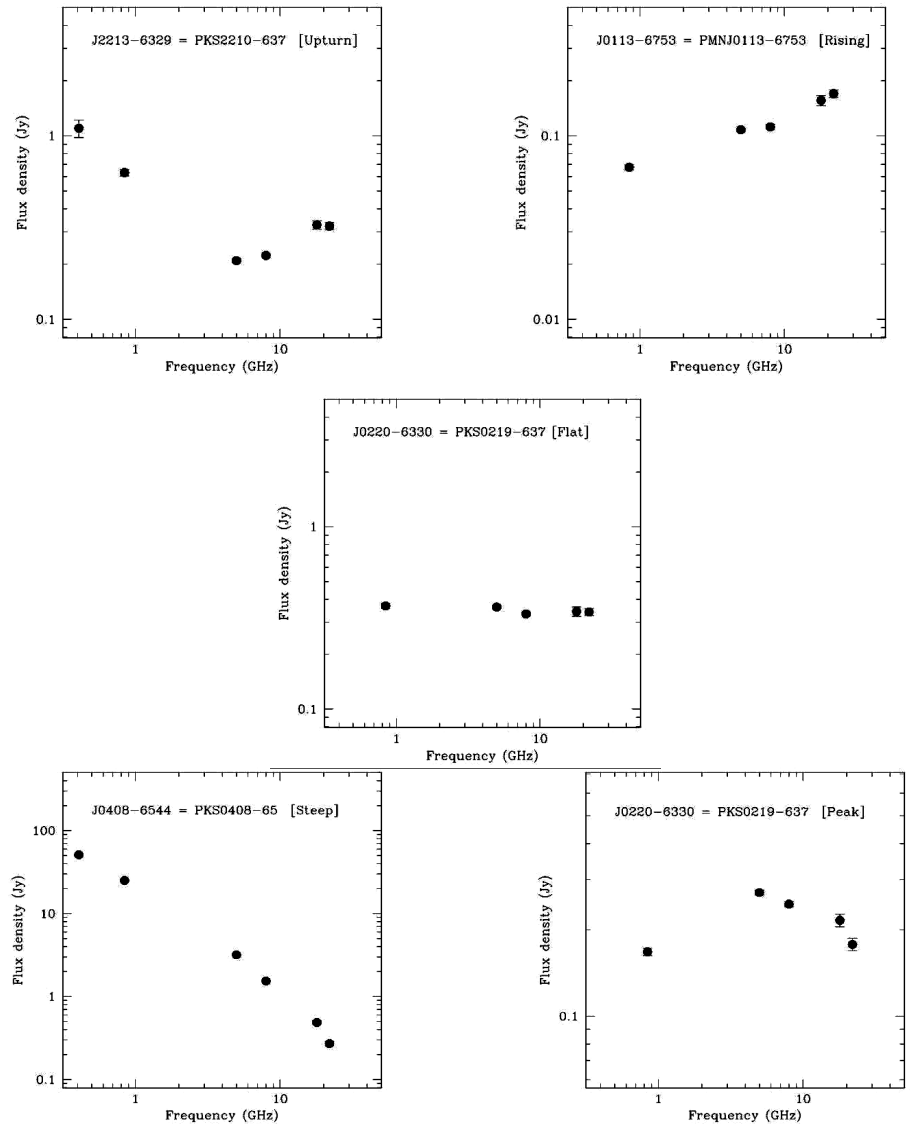 J2213-6329 = PKS2210-637 [Upturn]
Flux density (Jy)
1
0.1
1
10
Frequency (GHz)
J0113-6753 = PMNJ0113-6753 [Rising]
Flux density (Jy)
0.1
0.01
1
10
Frequency (GHz)
J0220-6330 = PKS0219-637 [Flat]
Flux density (Jy)
1
0.1
1
10
Frequency (GHz)
J0408-6544 = PKS0408-65 [Steep]
Flux density (Jy)
100
10
1
0.1
1
10
Frequency (GHz)
J0220-6330 = PKS0219-637 [Peak]
Flux density (Jy)
0.1
1
10
Frequency (GHz)